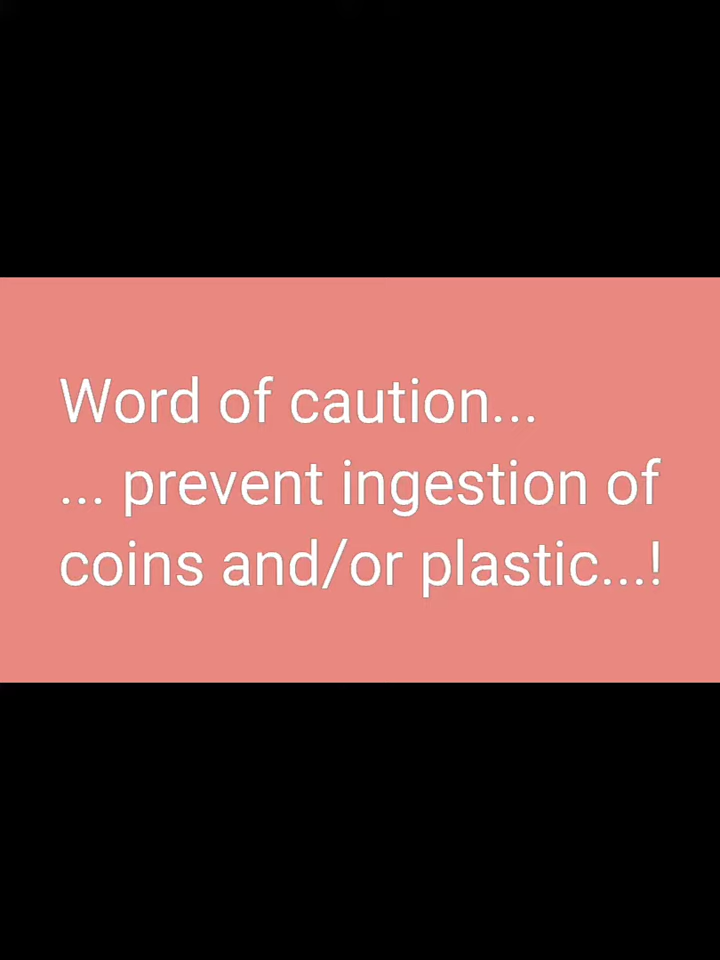 Word of caution...
... prevent ingestion of
coins and/or plastic...!